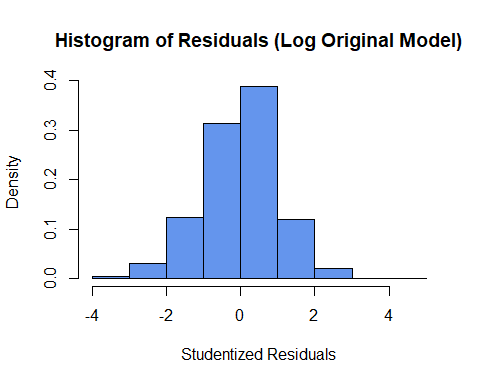 Histogram of Residuals (Log Original Model)
0.4
0.3
0.2
0.1
0.0
Density
-4 -2 0 2 4
Studentized Residuals